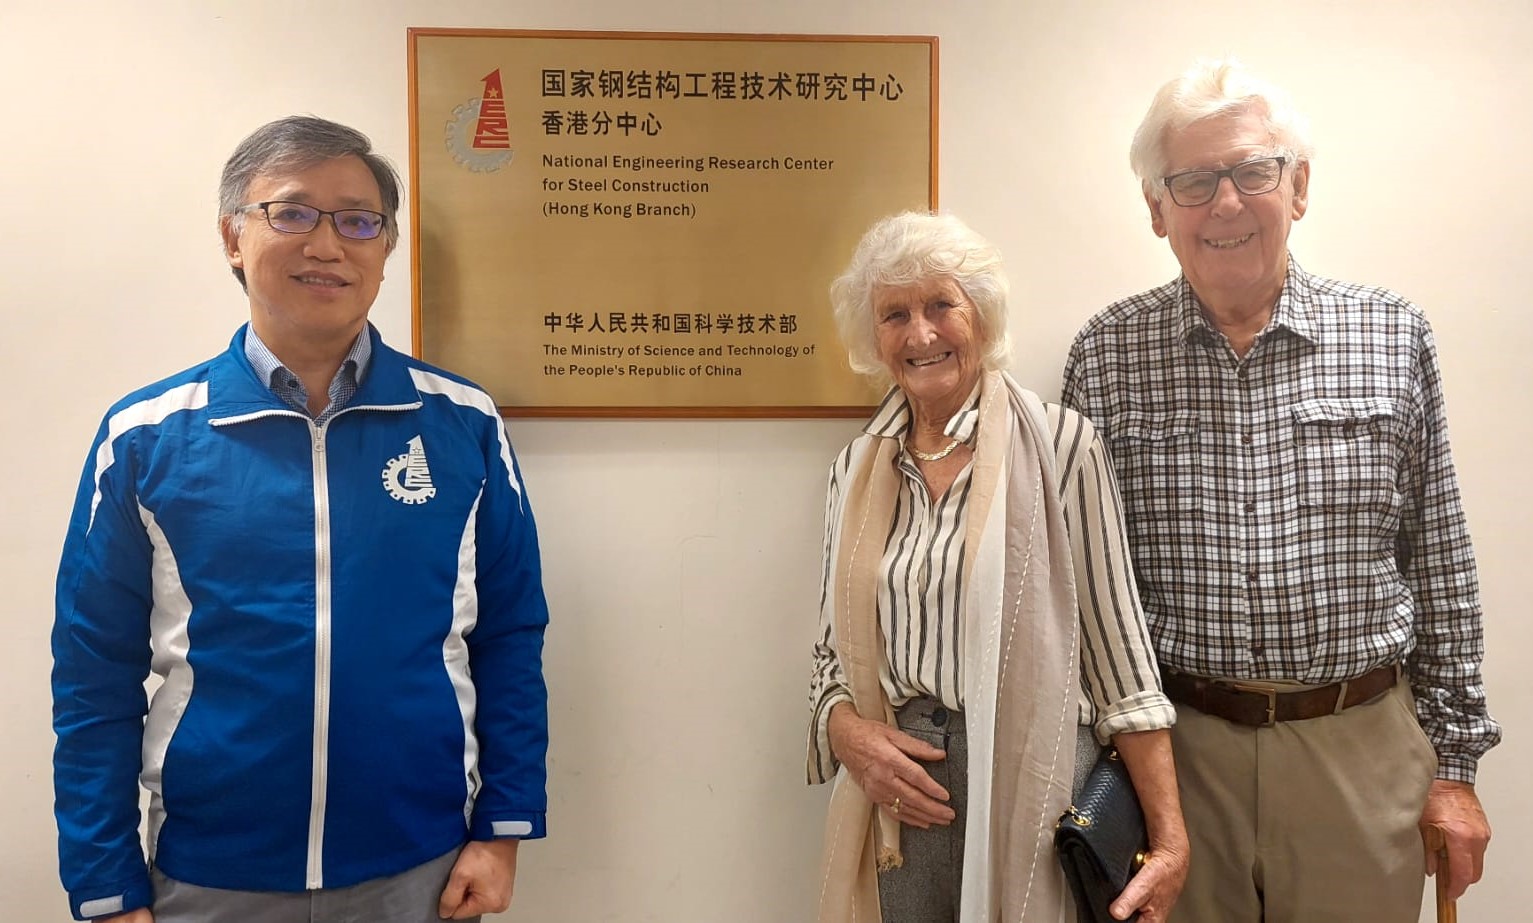 国家钢结构工程技术研究中心
香港分中心
National Engineering Research Center
for Steel Construction
(Hong Kong Branch)
中华人民共和国科学技术部
The Ministry of Science and Technology of
the People's Republic of China